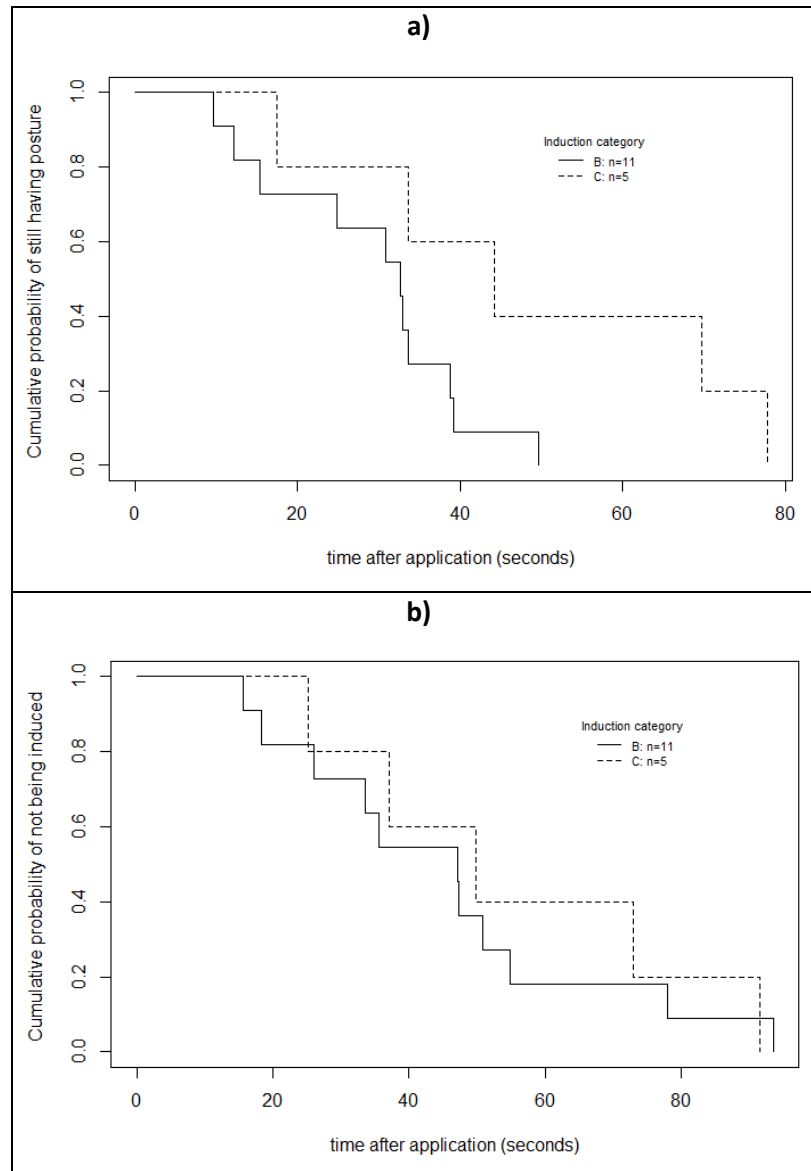 a)
Cumulative probability of still having posture
1.0
0.8
0.6
0.4
0.2
0.0
Induction category
B: n=11
C: n=5
0 20 40 60 80
time after application (seconds)
b)
Cumulative probability of not being induced
1.0
0.8
0.6
0.4
0.2
0.0
Induction category
B: n=11
C: n=5
0 20 40 60 80
time after application (seconds)